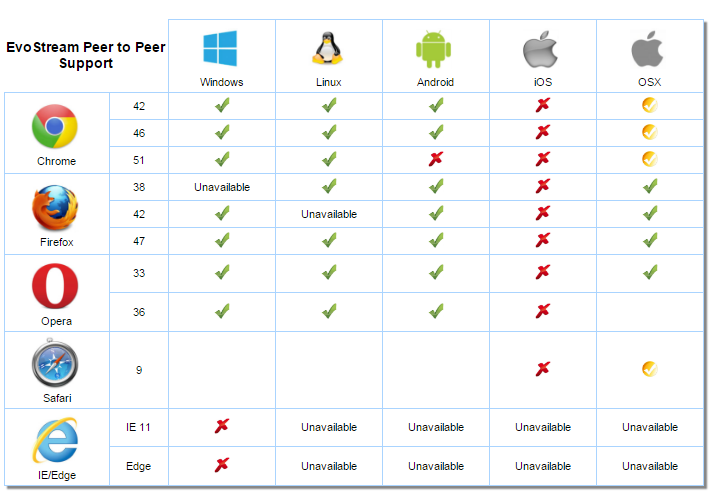 EvoStream Peer to Peer
Support
Windows
Linux
Android
iOS
OSX
Chrome
42
46
51
Firefox
38
Unavailable
42
Unavailable
47
Opera
33
36
Safari
9
IE/Edge
IE 11
Unavailable
Unavailable
Unavailable
Unavailable
Edge
Unavailable
Unavailable
Unavailable
Unavailable